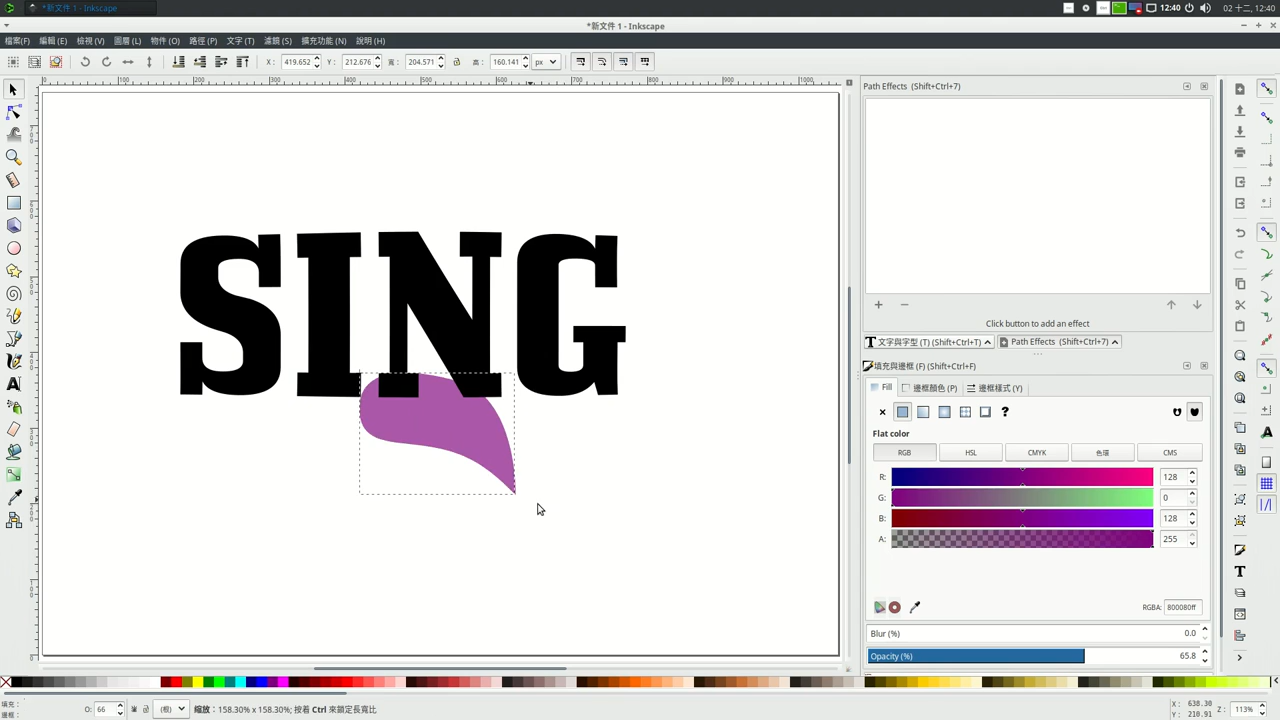 *新文件 1 - Inkscape
12:40
02 十二, 12:40
*新文件 1 - Inkscape
檔案(F) 編輯(E) 檢視(V) 圖層(L) 物件(O) 路徑(P) 文字(T) 濾鏡(S) 擴充功能(N) 說明(H)
X: 419.652 Y: 212.676 寬: 204.571 高: 160.141 px
Path Effects (Shift+Ctrl+7)
SING
Click button to add an effect
文字與字型 (T) (Shift+Ctrl+T) Path Effects (Shift+Ctrl+7)
填充與邊框 (F) (Shift+Ctrl+F)
Fill 邊框顏色 (P) 邊框樣式 (Y)
Flat color
RGB HSL CMYK 色環 CMS
R: 128
G: 0
B: 128
A: 255
RGBA: 800080ff
Blur (%) 0.0
Opacity (%) 65.8
填充:
邊框:
O: 66
(根)
縮放: 158.30% x 158.30%; 按着 Ctrl 來鎖定長寬比
X: 638.30
Y: 210.91
Z: 113%